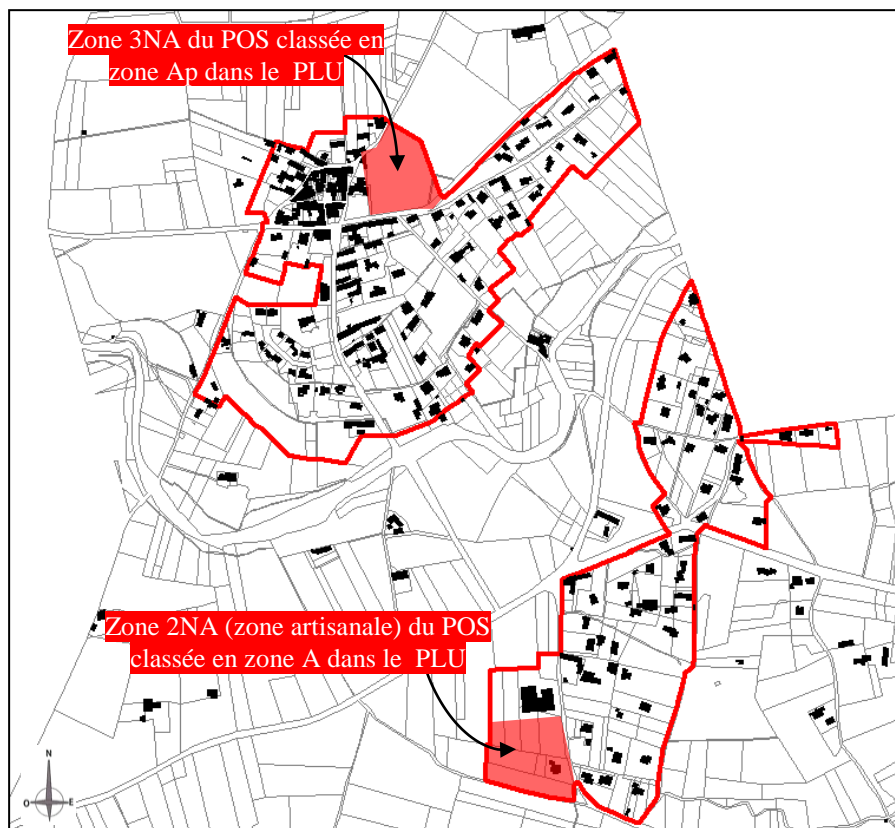 Zone 3NA du POS classée en
zone Ap dans le PLU
Zone 2NA (zone artisanale) du POS
classée en zone A dans le PLU
N
O E
S